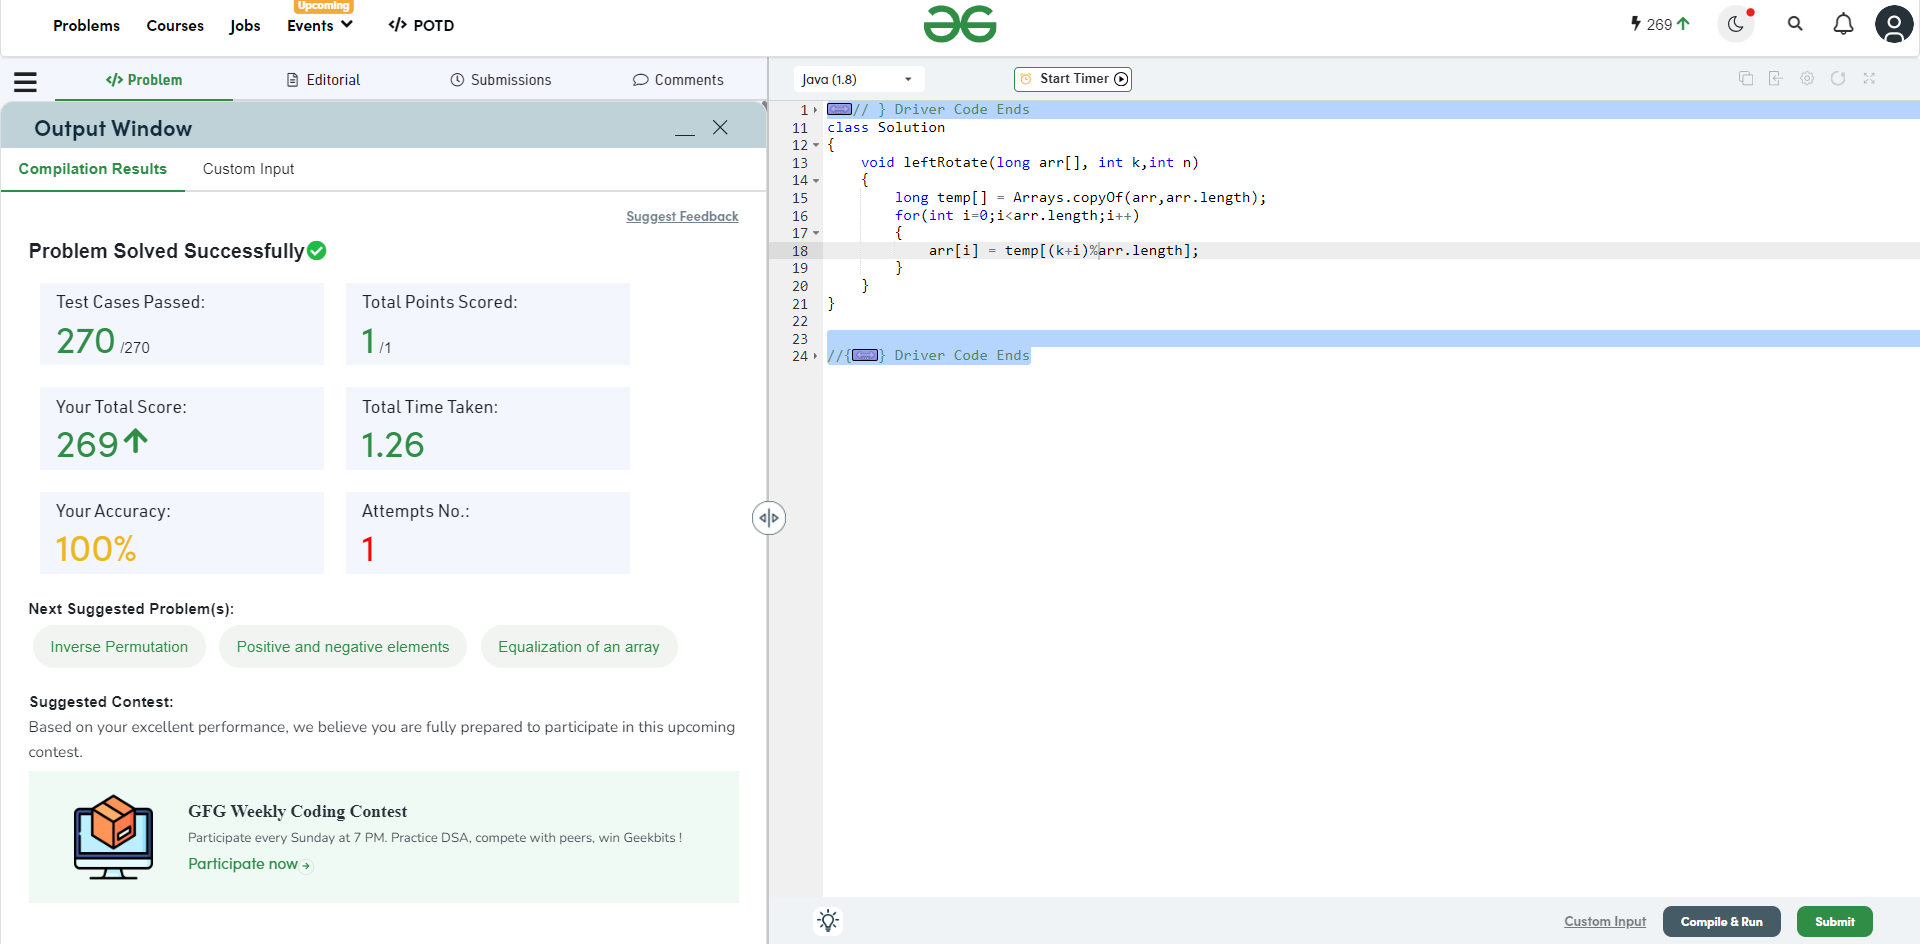 Upcoming
Problems Courses Jobs Events </> POTD
269
</> Problem Editorial Submissions Comments
Java (1.8) Start Timer
Output Window
Compilation Results Custom Input
Suggest Feedback
Problem Solved Successfully
Test Cases Passed: Total Points Scored:
270 /270 1 /1
Your Total Score: Total Time Taken:
269 1.26
Your Accuracy: Attempts No.:
100% 1
Next Suggested Problem(s):
Inverse Permutation Positive and negative elements Equalization of an array
Suggested Contest:
Based on your excellent performance, we believe you are fully prepared to participate in this upcoming
contest.
GFG Weekly Coding Contest
Participate every Sunday at 7 PM. Practice DSA, compete with peers, win Geekbits !
Participate now
1 // } Driver Code Ends
11 class Solution
12 {
13 void leftRotate(long arr[], int k,int n)
14 {
15 long temp[] = Arrays.copyOf(arr,arr.length);
16 for(int i=0;i<arr.length;i++)
17 {
18 arr[i] = temp[(k+i)%arr.length];
19 }
20 }
21 }
22
23
24 //{ } Driver Code Ends
Custom Input Compile & Run Submit